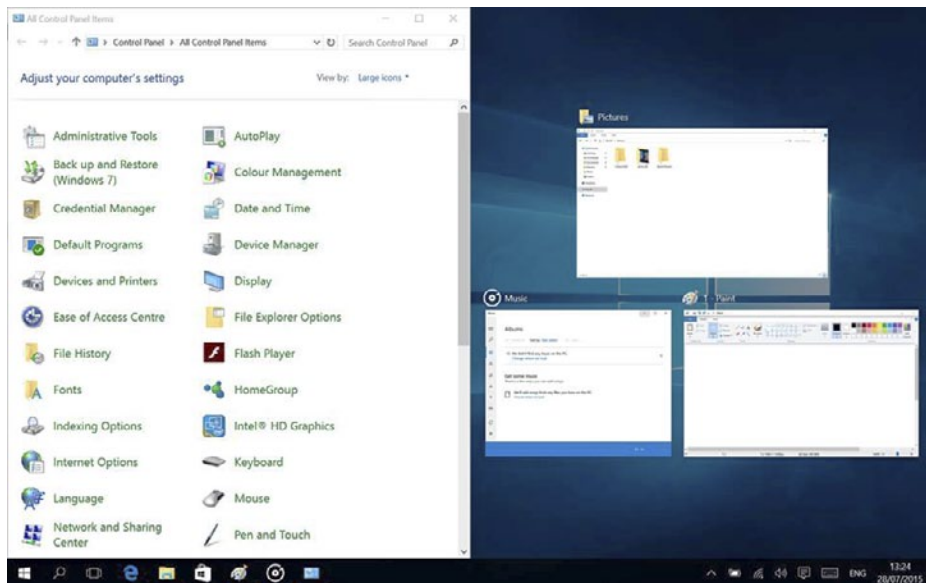 All Control Panel Items
Control Panel > All Control Panel Items
Search Control Panel
Adjust your computer's settings
View by: Large icons
Administrative Tools
AutoPlay
Back up and Restore
(Windows 7)
Colour Management
Credential Manager
Date and Time
Default Programs
Device Manager
Devices and Printers
Display
Ease of Access Centre
File Explorer Options
File History
Flash Player
Fonts
HomeGroup
Indexing Options
Intel® HD Graphics
Internet Options
Keyboard
Language
Mouse
Network and Sharing
Center
Pen and Touch
Pictures
Music
Albums
Get some music
1 - Paint
ENG
13:24
28/07/2015